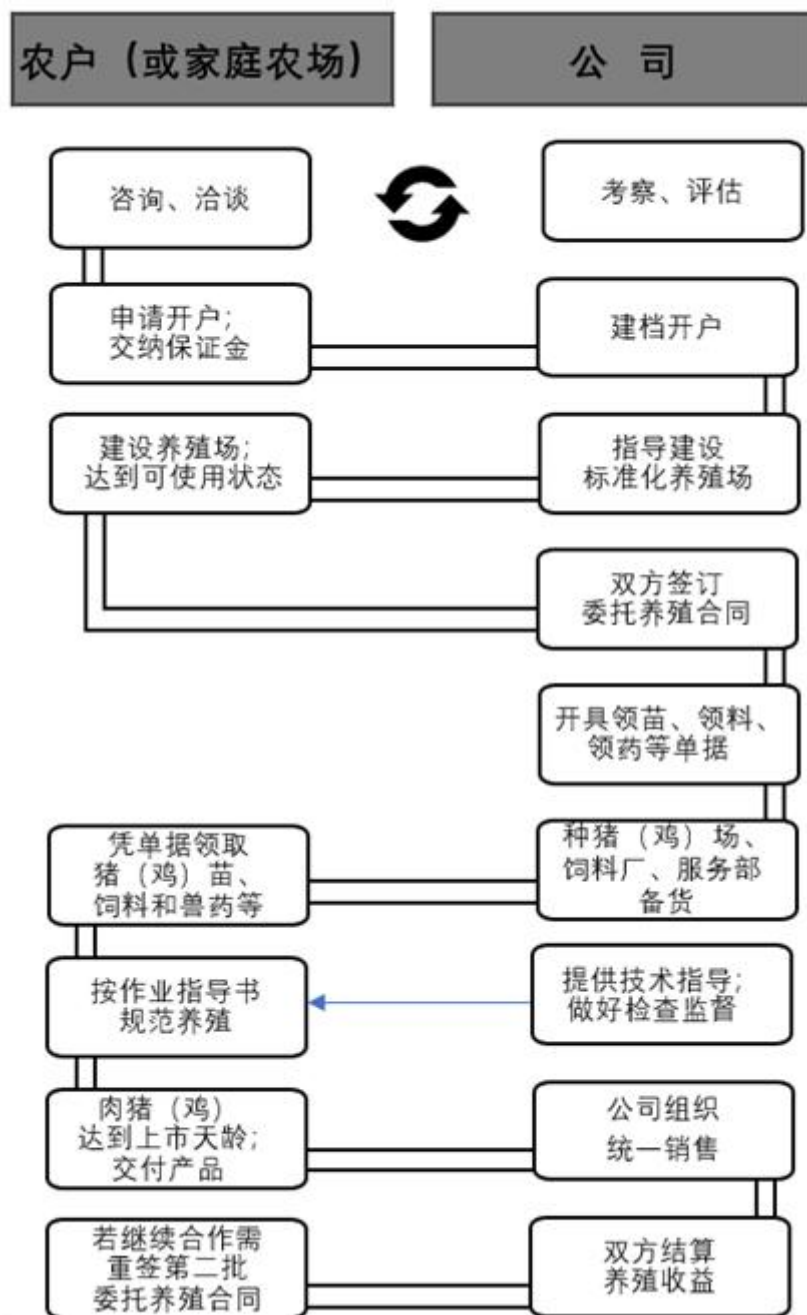 农户（或家庭农场）
公 司
咨询、洽谈
考察、评估
申请开户；
交纳保证金
建档开户
建设养殖场；
达到可使用状态
指导建设
标准化养殖场
双方签订
委托养殖合同
开具领苗、领料、
领药等单据
凭单据领取
猪（鸡）苗、
饲料和兽药等
种猪（鸡）场、
饲料厂、服务部
备货
按作业指导书
规范养殖
提供技术指导；
做好检查监督
肉猪（鸡）
达到上市天龄；
交付产品
公司组织
统一销售
若继续合作需
重签第二批
委托养殖合同
双方结算
养殖收益